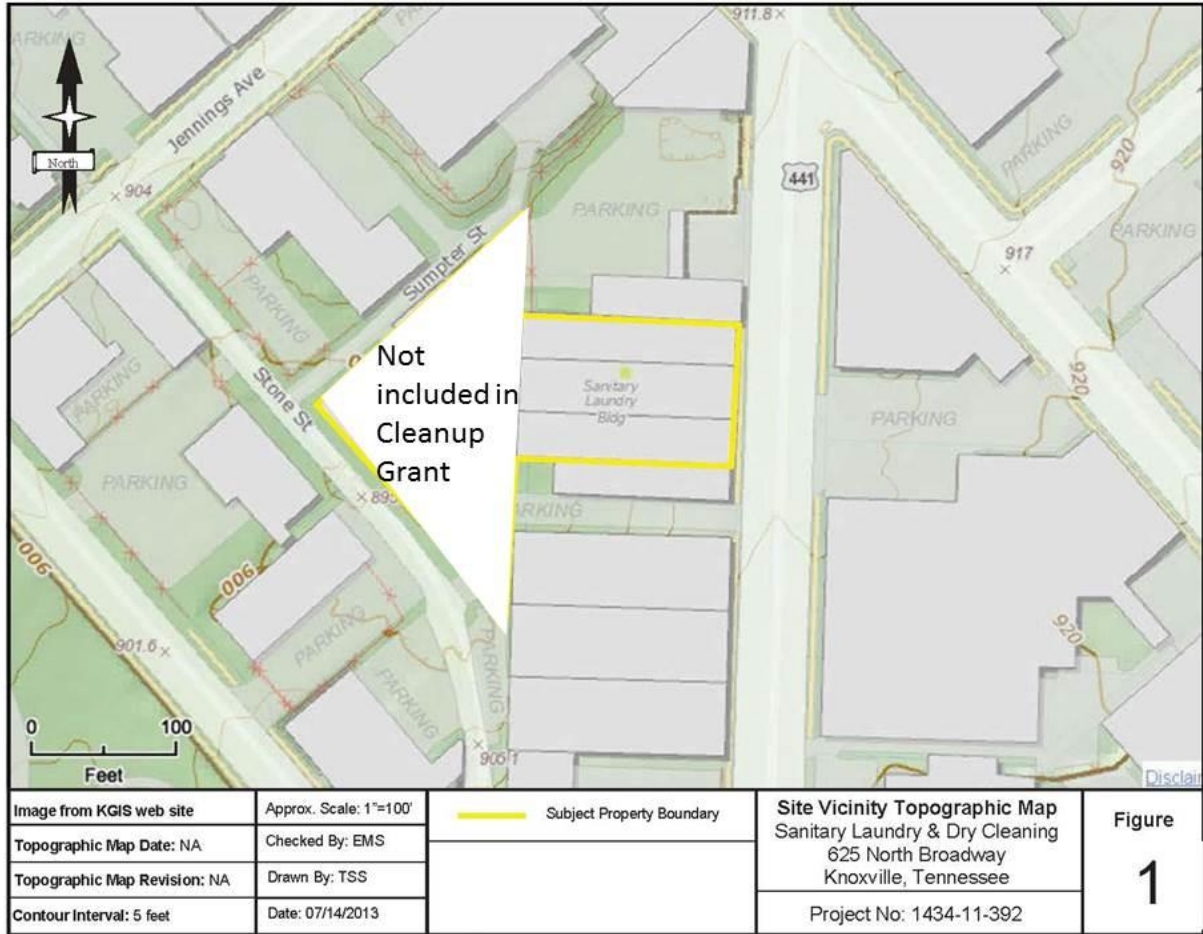 911.8
PARKING
Jennings Ave
North
904
441
PARKING
920
PARKING
PARKING
917
Sumpter St
PARKING
Not
included in
Cleanup
Grant
Sanitary
Laundry
Bldg
920
PARKING
Stone St
PARKING
PARKING
895
ARKING
900
900
901.6
PARKING
PARKING
PARKING
920
0 100
Feet
Disclai
Image from KGIS web site
Topographic Map Date: NA
Topographic Map Revision: NA
Contour Interval: 5 feet
Approx. Scale: 1"=100'
Checked By: EMS
Drawn By: TSS
Date: 07/14/2013
Subject Property Boundary
Site Vicinity Topographic Map
Sanitary Laundry & Dry Cleaning
625 North Broadway
Knoxville, Tennessee
Project No: 1434-11-392
Figure
1